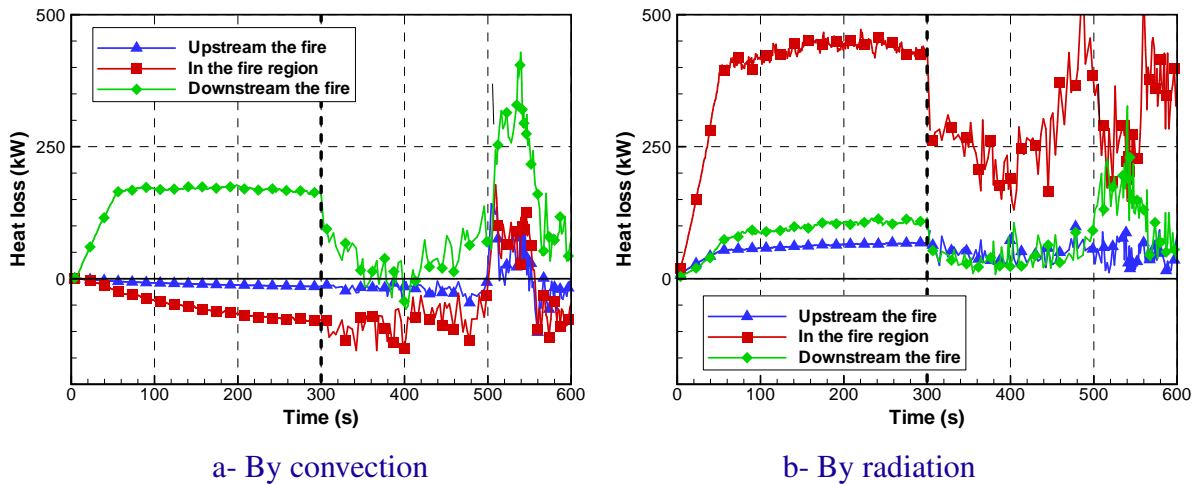 500
250
0
Heat loss (kW)
Upstream the fire
In the fire region
Downstream the fire
0 100 200 300 400 500 600
Time (s)
a- By convection
500
250
0
Heat loss (kW)
Upstream the fire
In the fire region
Downstream the fire
0 100 200 300 400 500 600
Time (s)
b- By radiation